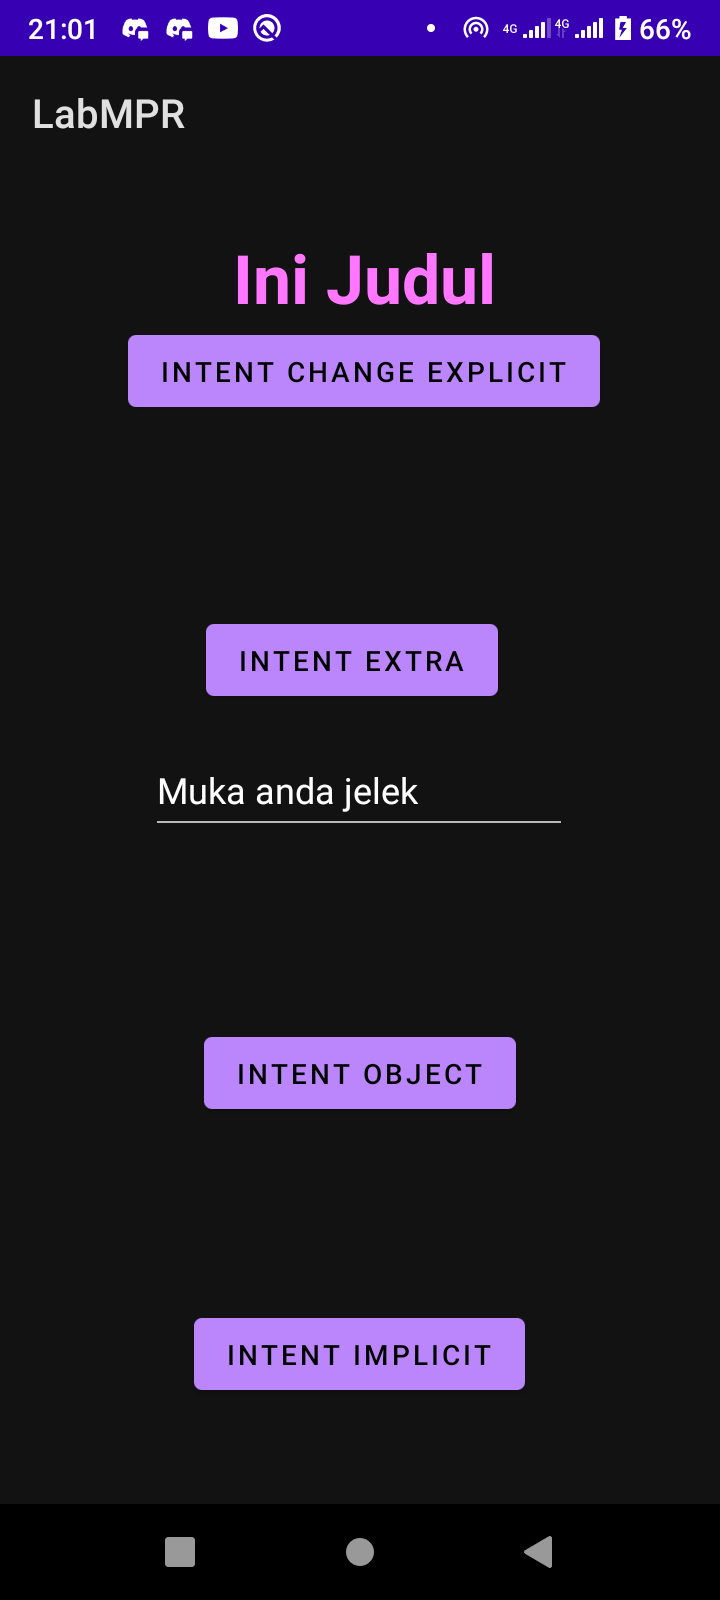 21:01
4G 4G 66%
LabMPR
Ini Judul
INTENT CHANGE EXPLICIT
INTENT EXTRA
Muka anda jelek
INTENT OBJECT
INTENT IMPLICIT